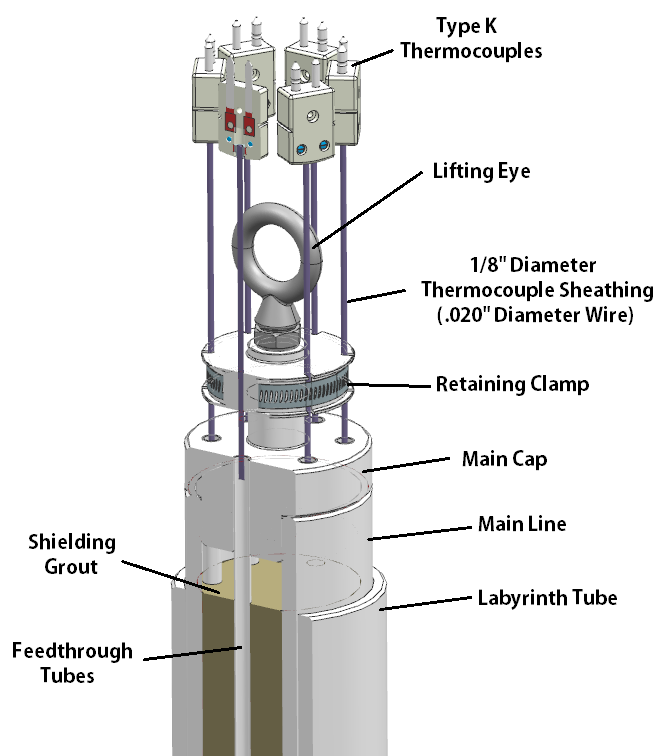 Type K
Thermocouples
Lifting Eye
1/8" Diameter
Thermocouple Sheathing
(.020" Diameter Wire)
Retaining Clamp
Main Cap
Main Line
Shielding
Grout
Labyrinth Tube
Feedthrough
Tubes